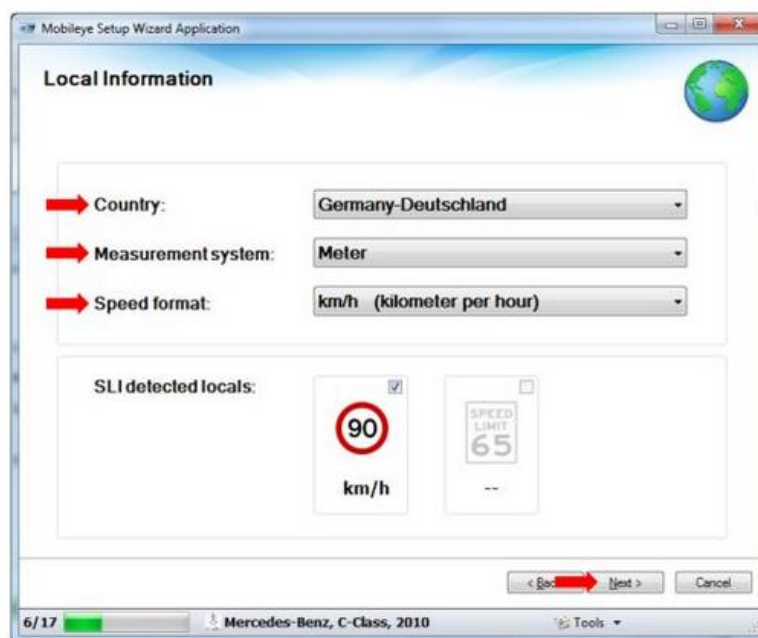 Mobileye Setup Wizard Application
Local Information
Country: Germany-Deutschland
Measurement system: Meter
Speed format: km/h (kilometer per hour)
SLI detected locals:
90
SPEED
LIMIT
65
km/h --
Next > Cancel
6/17 Mercedes-Benz, C-Class, 2010 Tools